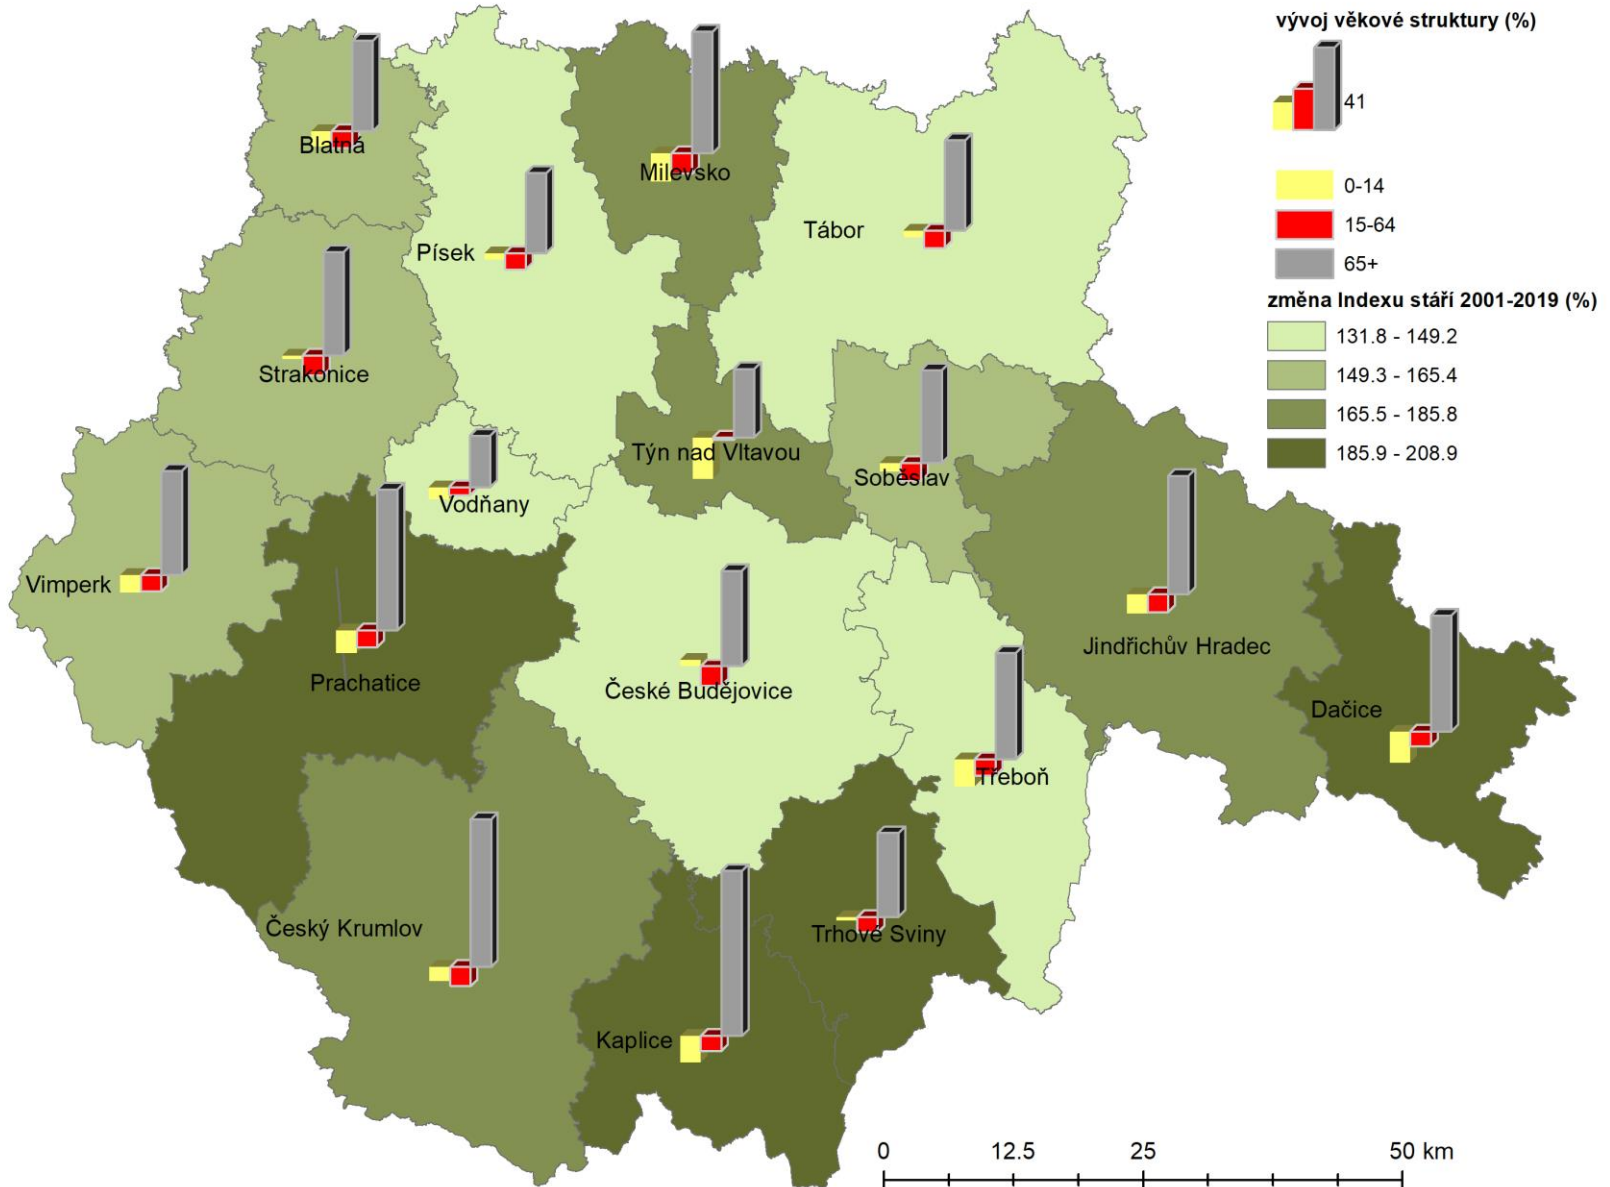 vývoj věkové struktury (%)
41
0-14
15-64
65+
změna Indexu stáří 2001-2019 (%)
131.8 - 149.2
149.3 - 165.4
165.5 - 185.8
185.9 - 208.9
Blatná
Milevsko
Tábor
Písek
Strakonice
Týn nad Vltavou
Soběslav
Vodňany
Vimperk
Jindřichův Hradec
Prachatice
České Budějovice
Dačice
Třeboň
Český Krumlov
Trhové Sviny
Kaplice
0 12.5 25 50 km